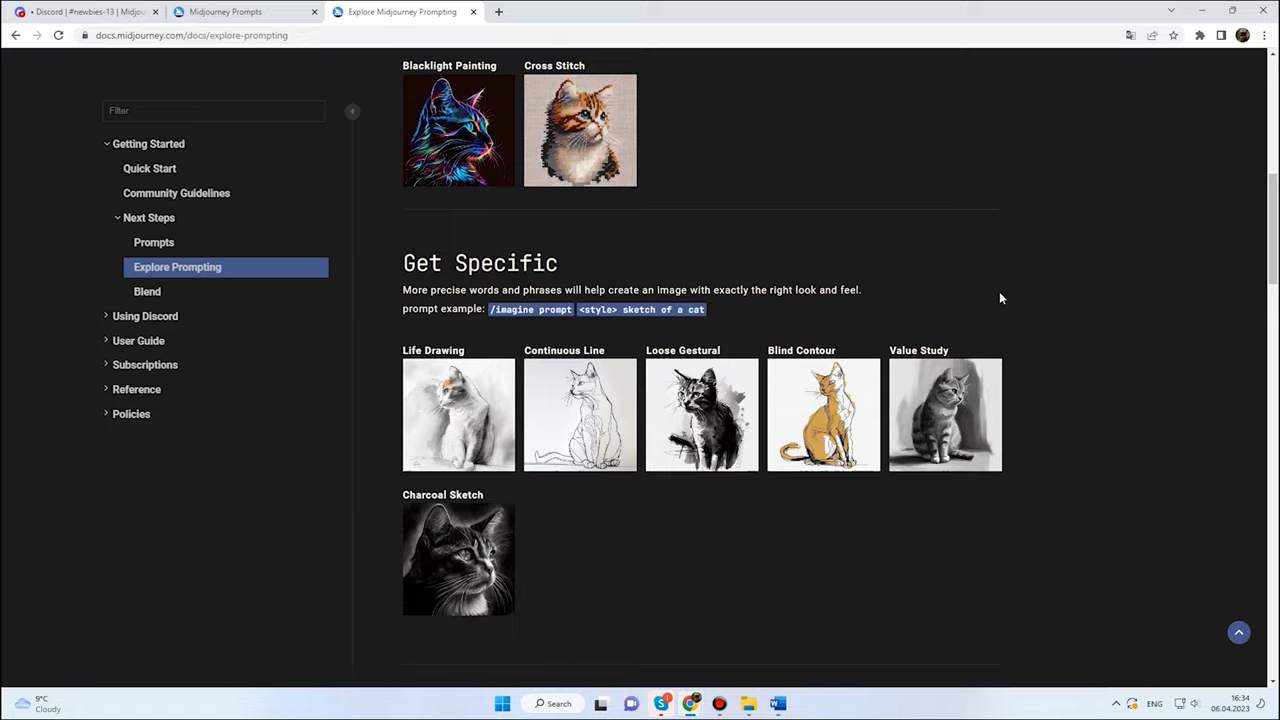 • Discord | #newbies-13 | Midjou
Midjourney Prompts
Explore Midjourney Prompting
docs.midjourney.com/docs/explore-prompting
Filter
Getting Started
Quick Start
Community Guidelines
Next Steps
Prompts
Explore Prompting
Blend
Using Discord
User Guide
Subscriptions
Reference
Policies
Blacklight Painting
Cross Stitch
Get Specific
More precise words and phrases will help create an image with exactly the right look and feel.
prompt example: /imagine prompt <style> sketch of a cat
Life Drawing
Continuous Line
Loose Gestural
Blind Contour
Value Study
Charcoal Sketch
9°C
Cloudy
Search
1
ENG
16:34
06.04.2023